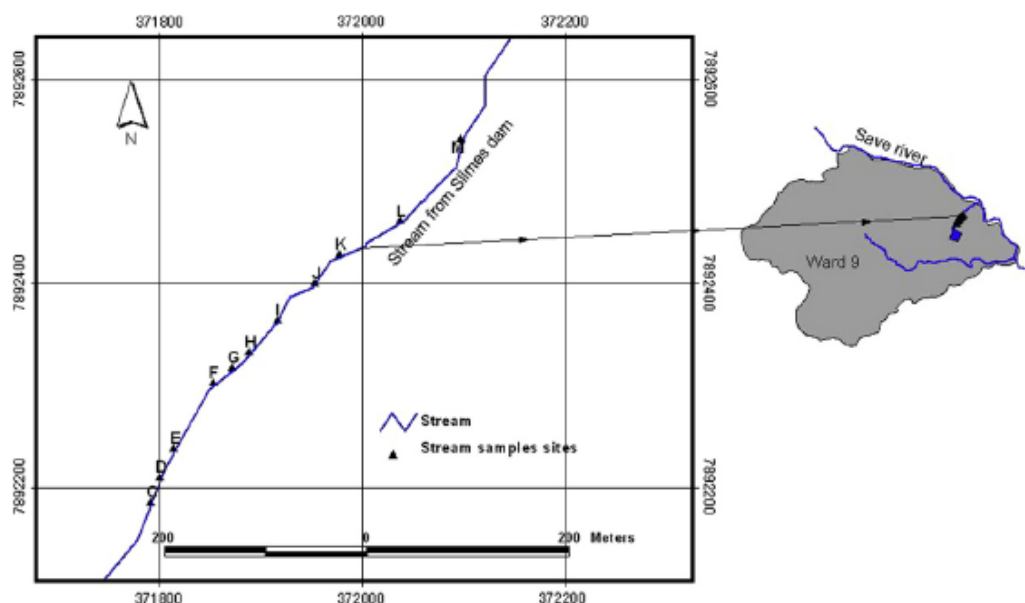 371800 372000 372200
7892600 7892600
N
M
Stream from Silmes dam
L
K
J
I
H
G
F
E
D
C
Save river
Ward 9
7892400 7892400
Stream
Stream samples sites
7892200 7892200
200 0 200 Meters
371800 372000 372200